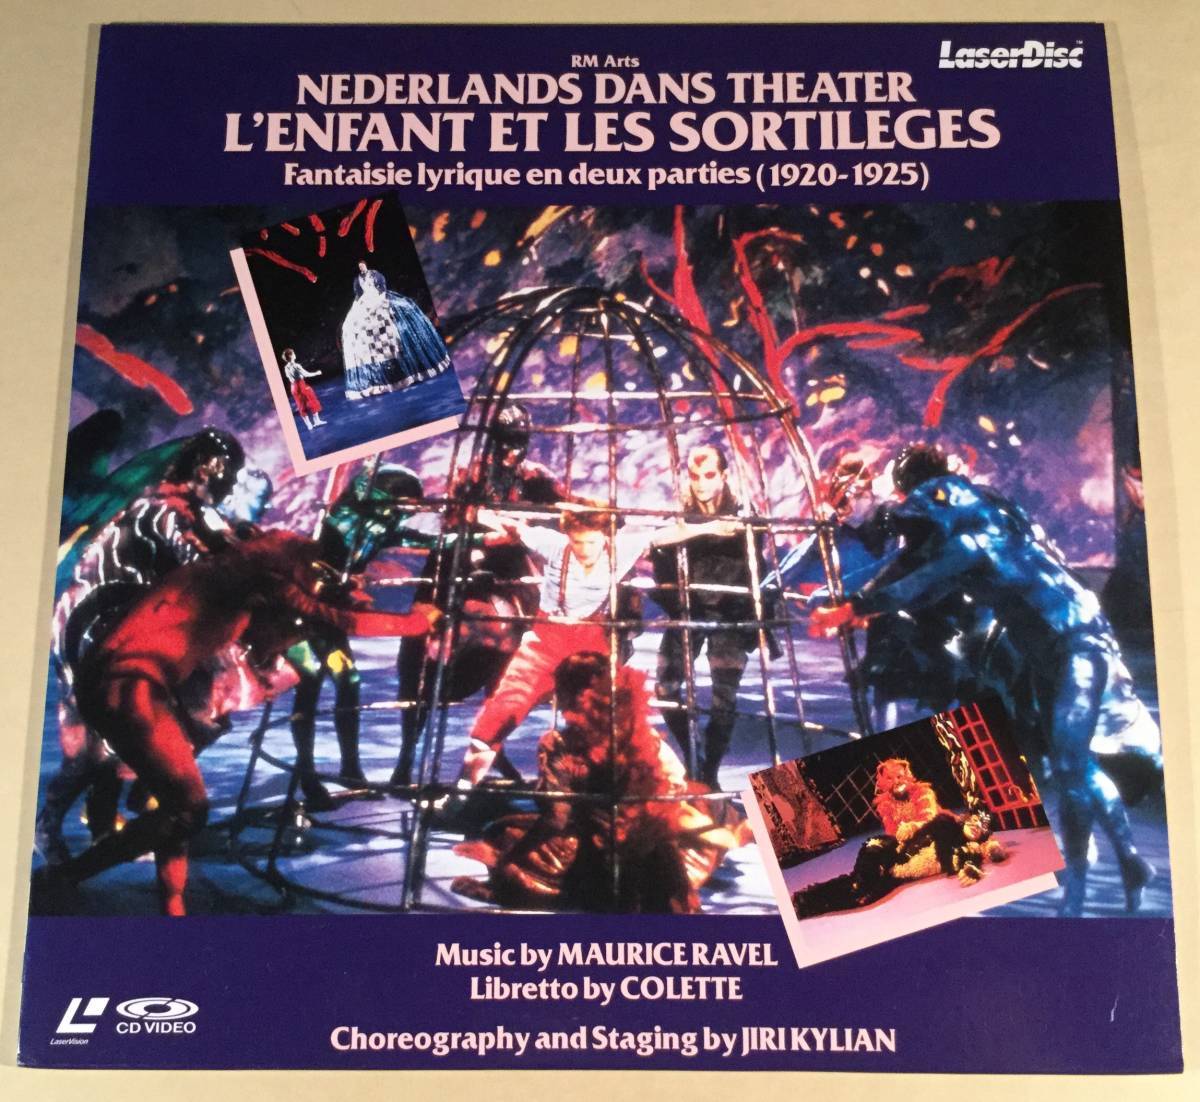 RM Arts
LaserDisc™
NEDERLANDS DANS THEATER
L'ENFANT ET LES SORTILEGES
Fantaisie lyrique en deux parties (1920-1925)
Music by MAURICE RAVEL
Libretto by COLETTE
LaserVision
CD VIDEO
Choreography and Staging by JIRI KYLIAN